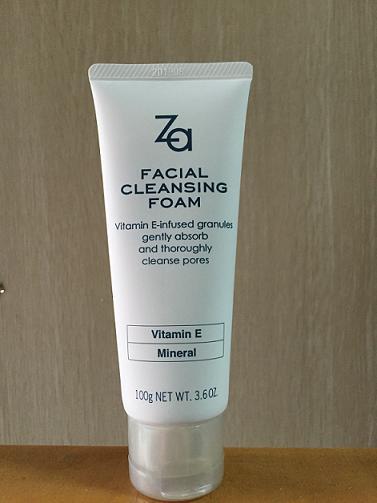 Za
FACIAL
CLEANSING
FOAM
Vitamin E-infused granules
gently absorb
and thoroughly
cleanse pores
Vitamin E
Mineral
100g NET WT. 3.6 OZ.